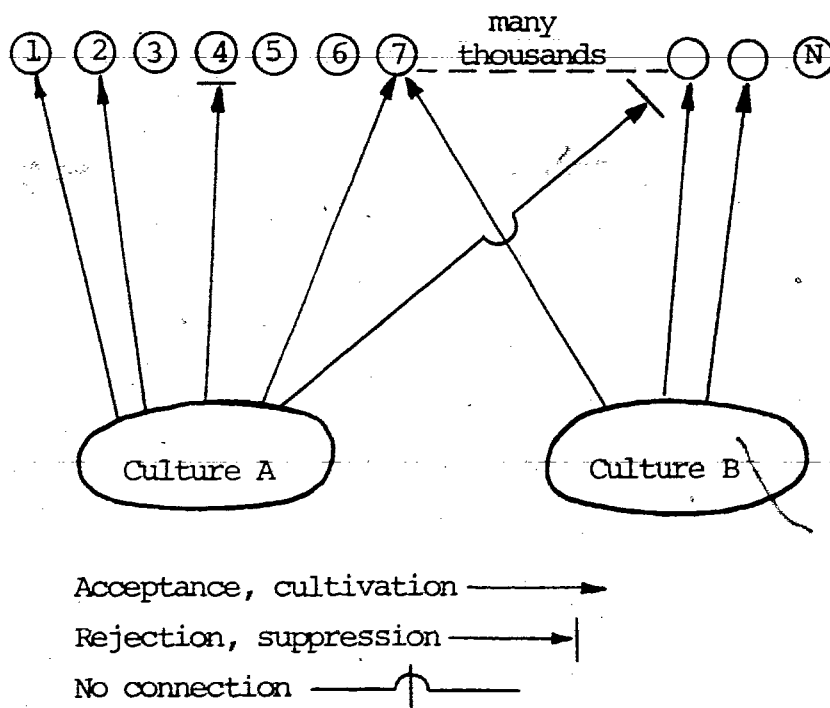 many
1 2 3 4 5 6 7 thousands N
Culture A Culture B
Acceptance, cultivation
Rejection, suppression
No connection